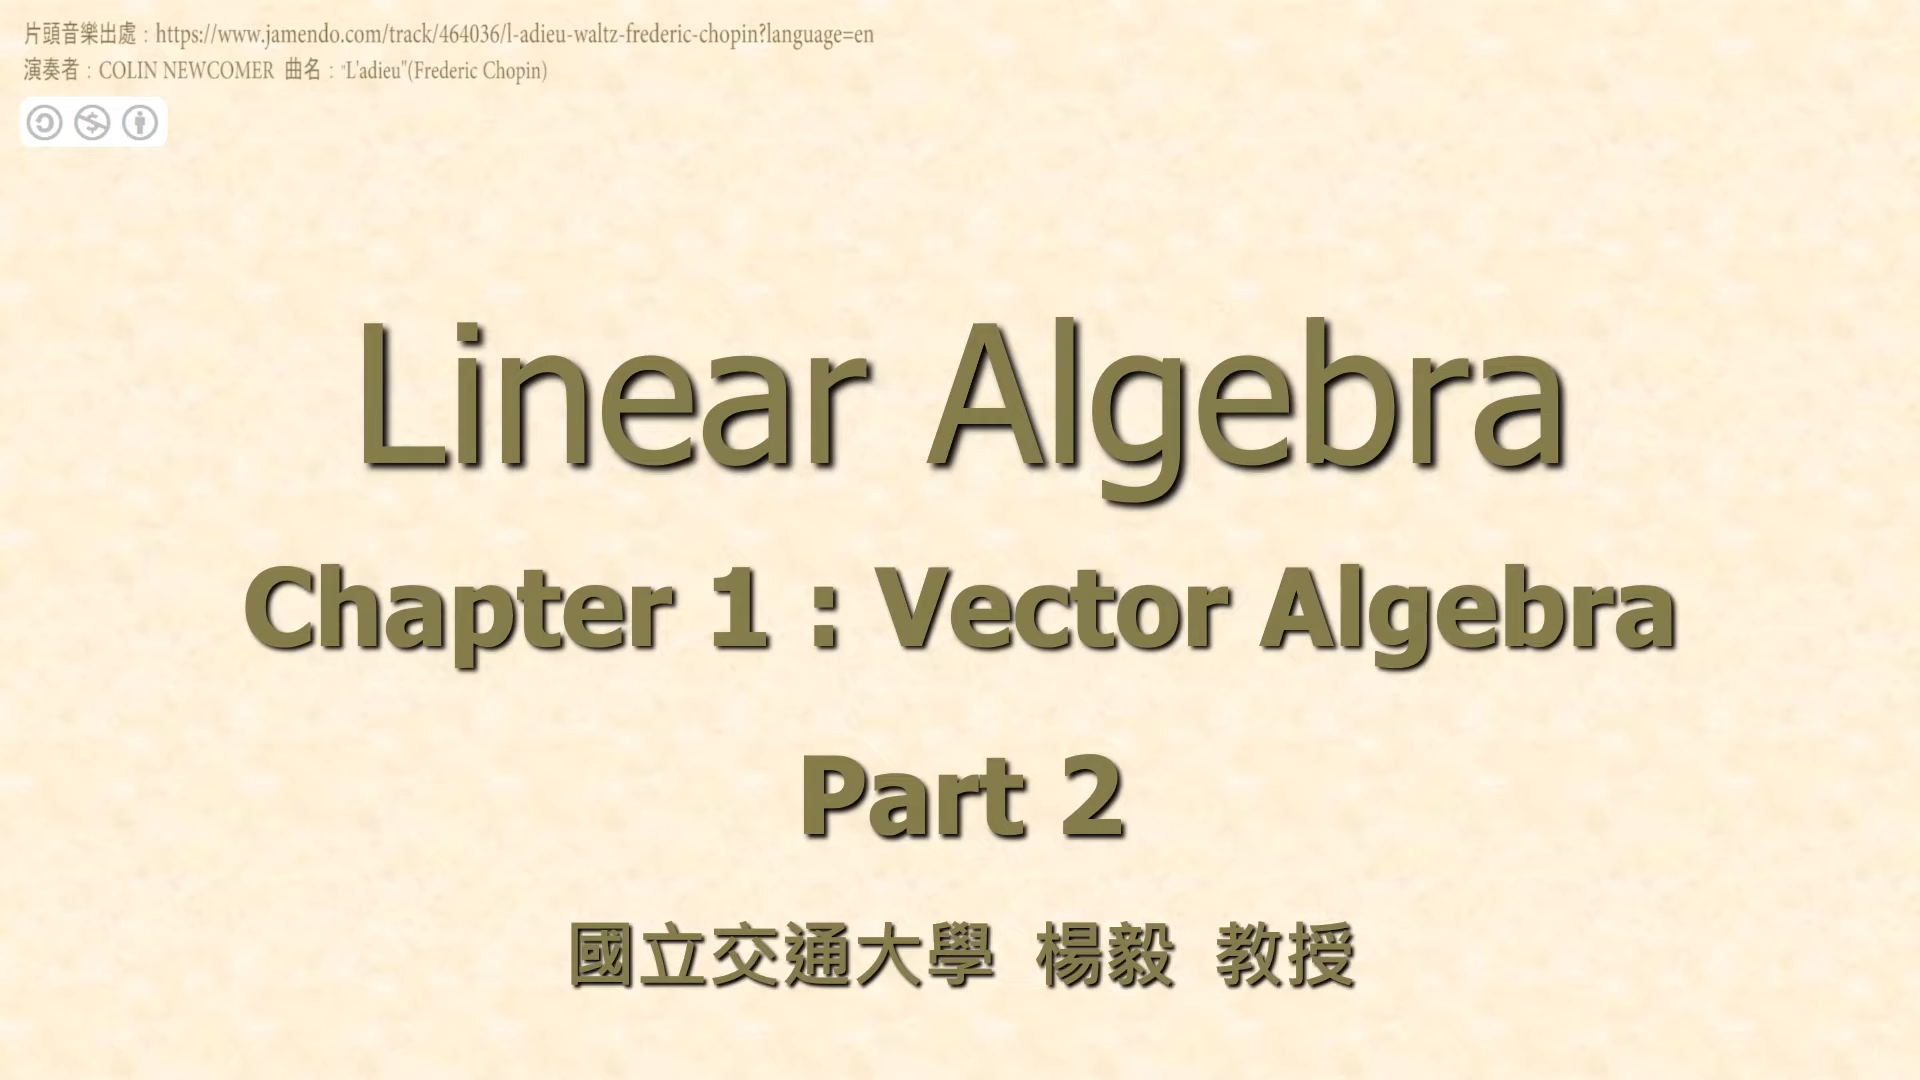 片頭音樂出處：https://www.jamendo.com/track/464036/l-adieu-waltz-frederic-chopin?language=en
演奏者：COLIN NEWCOMER 曲名："L'adieu"(Frederic Chopin)
Linear Algebra
Chapter 1 : Vector Algebra
Part 2
國立交通大學 楊毅 教授